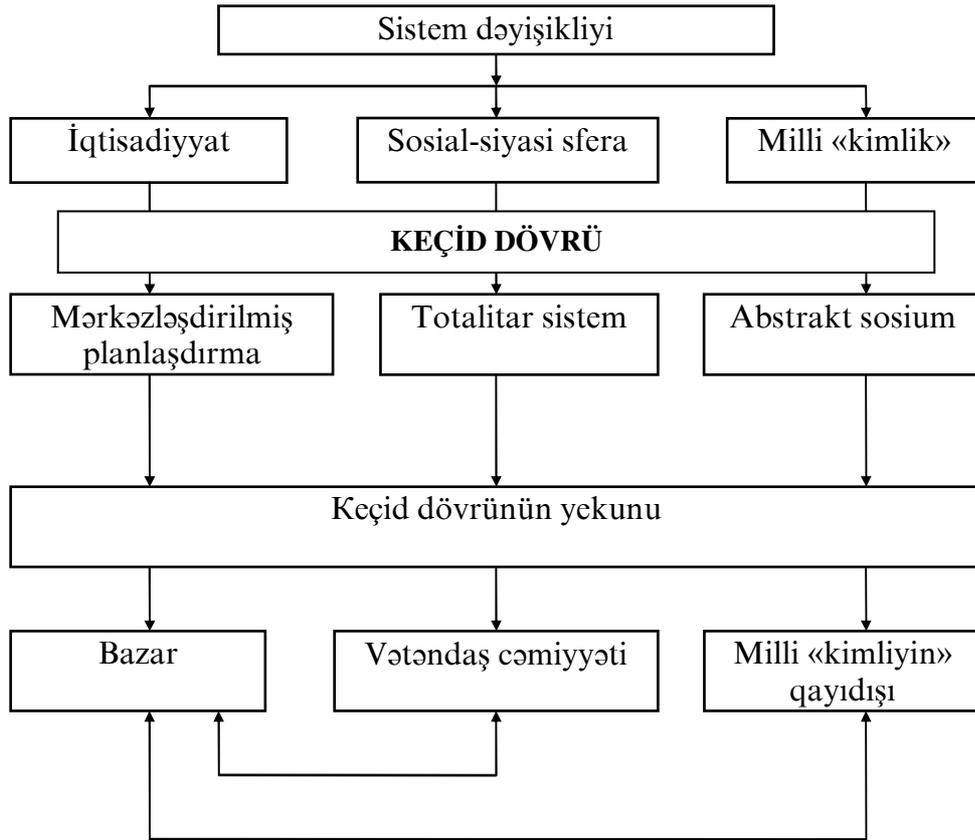 Sistem dəyişikliyi
İqtisadiyyat
Sosial-siyasi sfera
Milli «kimlik»
KEÇİD DÖVRÜ
Mərkəzləşdirilmiş
planlaşdırma
Totalitar sistem
Abstrakt sosium
Keçid dövrünün yekunu
Bazar
Vətəndaş cəmiyyəti
Milli «kimliyin»
qayıdışı